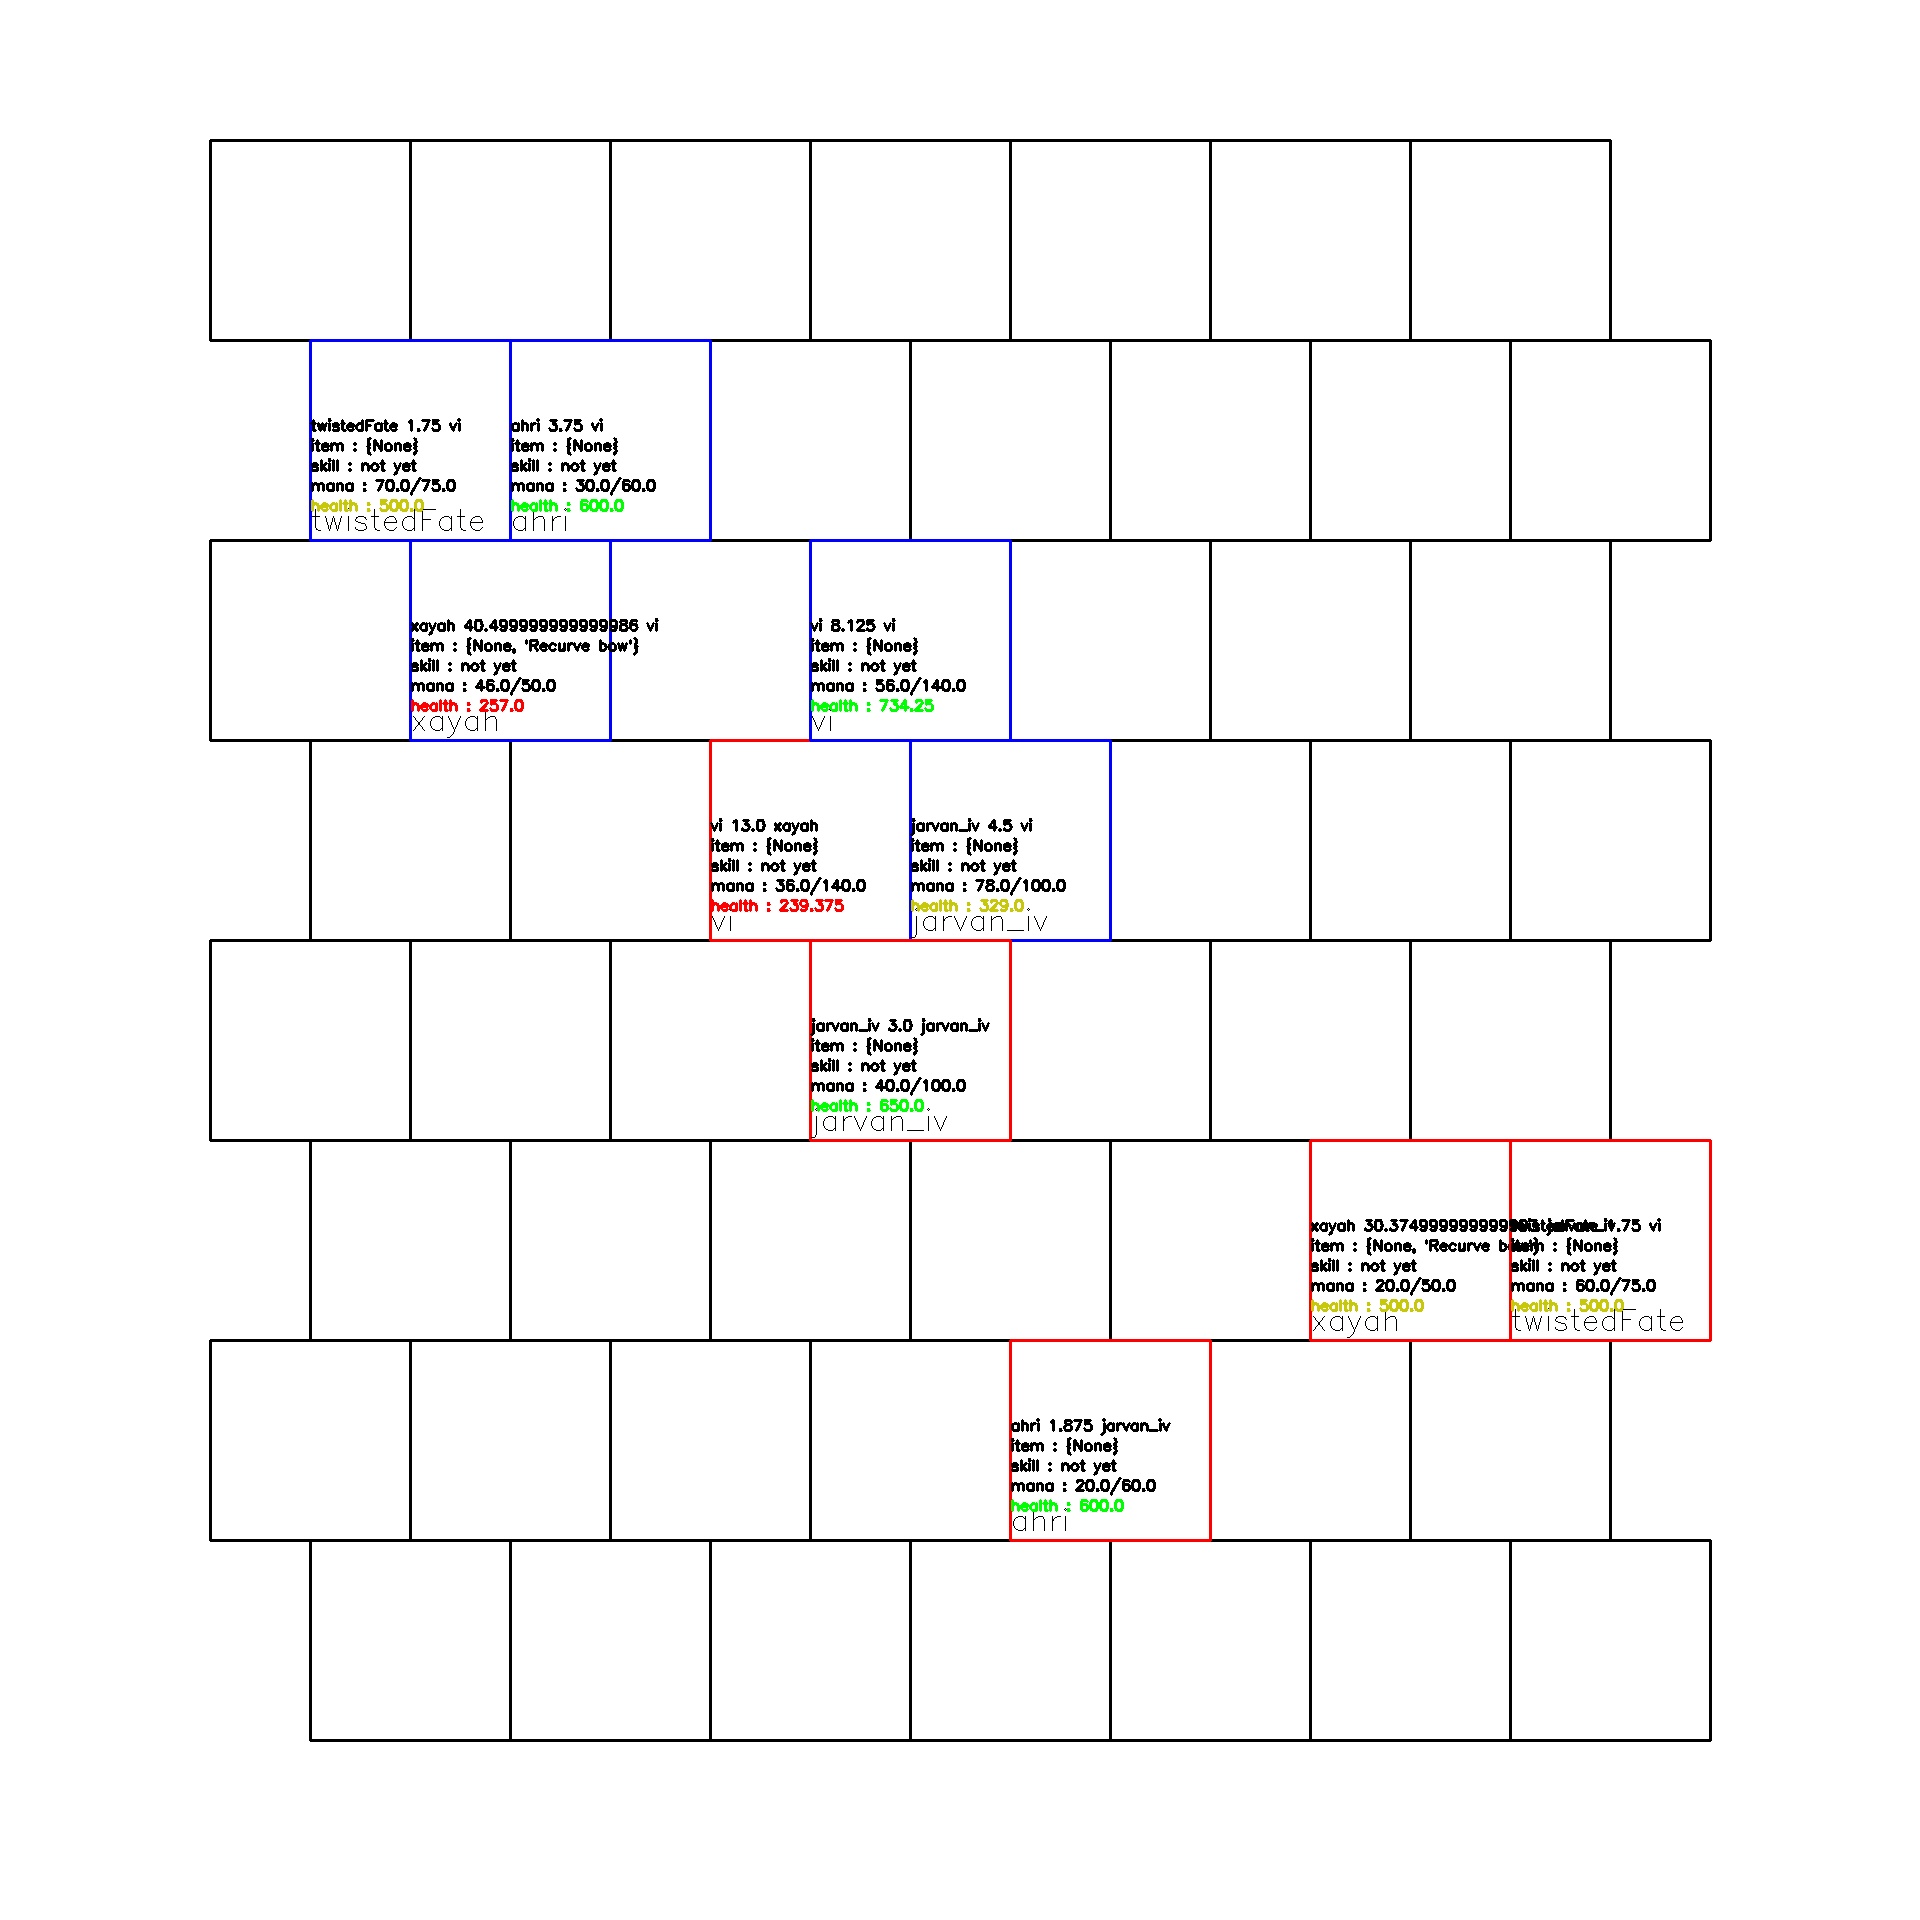 twistedFate 1.75 vi
item : {None}
skill : not yet
mana : 70.0/75.0
health : 500.0
twistedFate
ahri 3.75 vi
item : {None}
skill : not yet
mana : 30.0/60.0
health : 600.0
ahri
xayah 40.499999999999986 vi
item : {None, 'Recurve bow'}
skill : not yet
mana : 46.0/50.0
health : 257.0
xayah
vi 8.125 vi
item : {None}
skill : not yet
mana : 56.0/140.0
health : 734.25
vi
vi 13.0 xayah
item : {None}
skill : not yet
mana : 36.0/140.0
health : 239.375
vi
jarvan_iv 4.5 vi
item : {None}
skill : not yet
mana : 78.0/100.0
health : 329.0
jarvan_iv
jarvan_iv 3.0 jarvan_iv
item : {None}
skill : not yet
mana : 40.0/100.0
health : 650.0
jarvan_iv
xayah jarvan_iv
item : {None, 'Recurve bow'}
skill : not yet
mana : 20.0/50.0
health : 500.0
xayah
twistedFate 1.75 vi
item : {None}
skill : not yet
mana : 60.0/75.0
health : 500.0
twistedFate
ahri 1.875 jarvan_iv
item : {None}
skill : not yet
mana : 20.0/60.0
health : 600.0
ahri